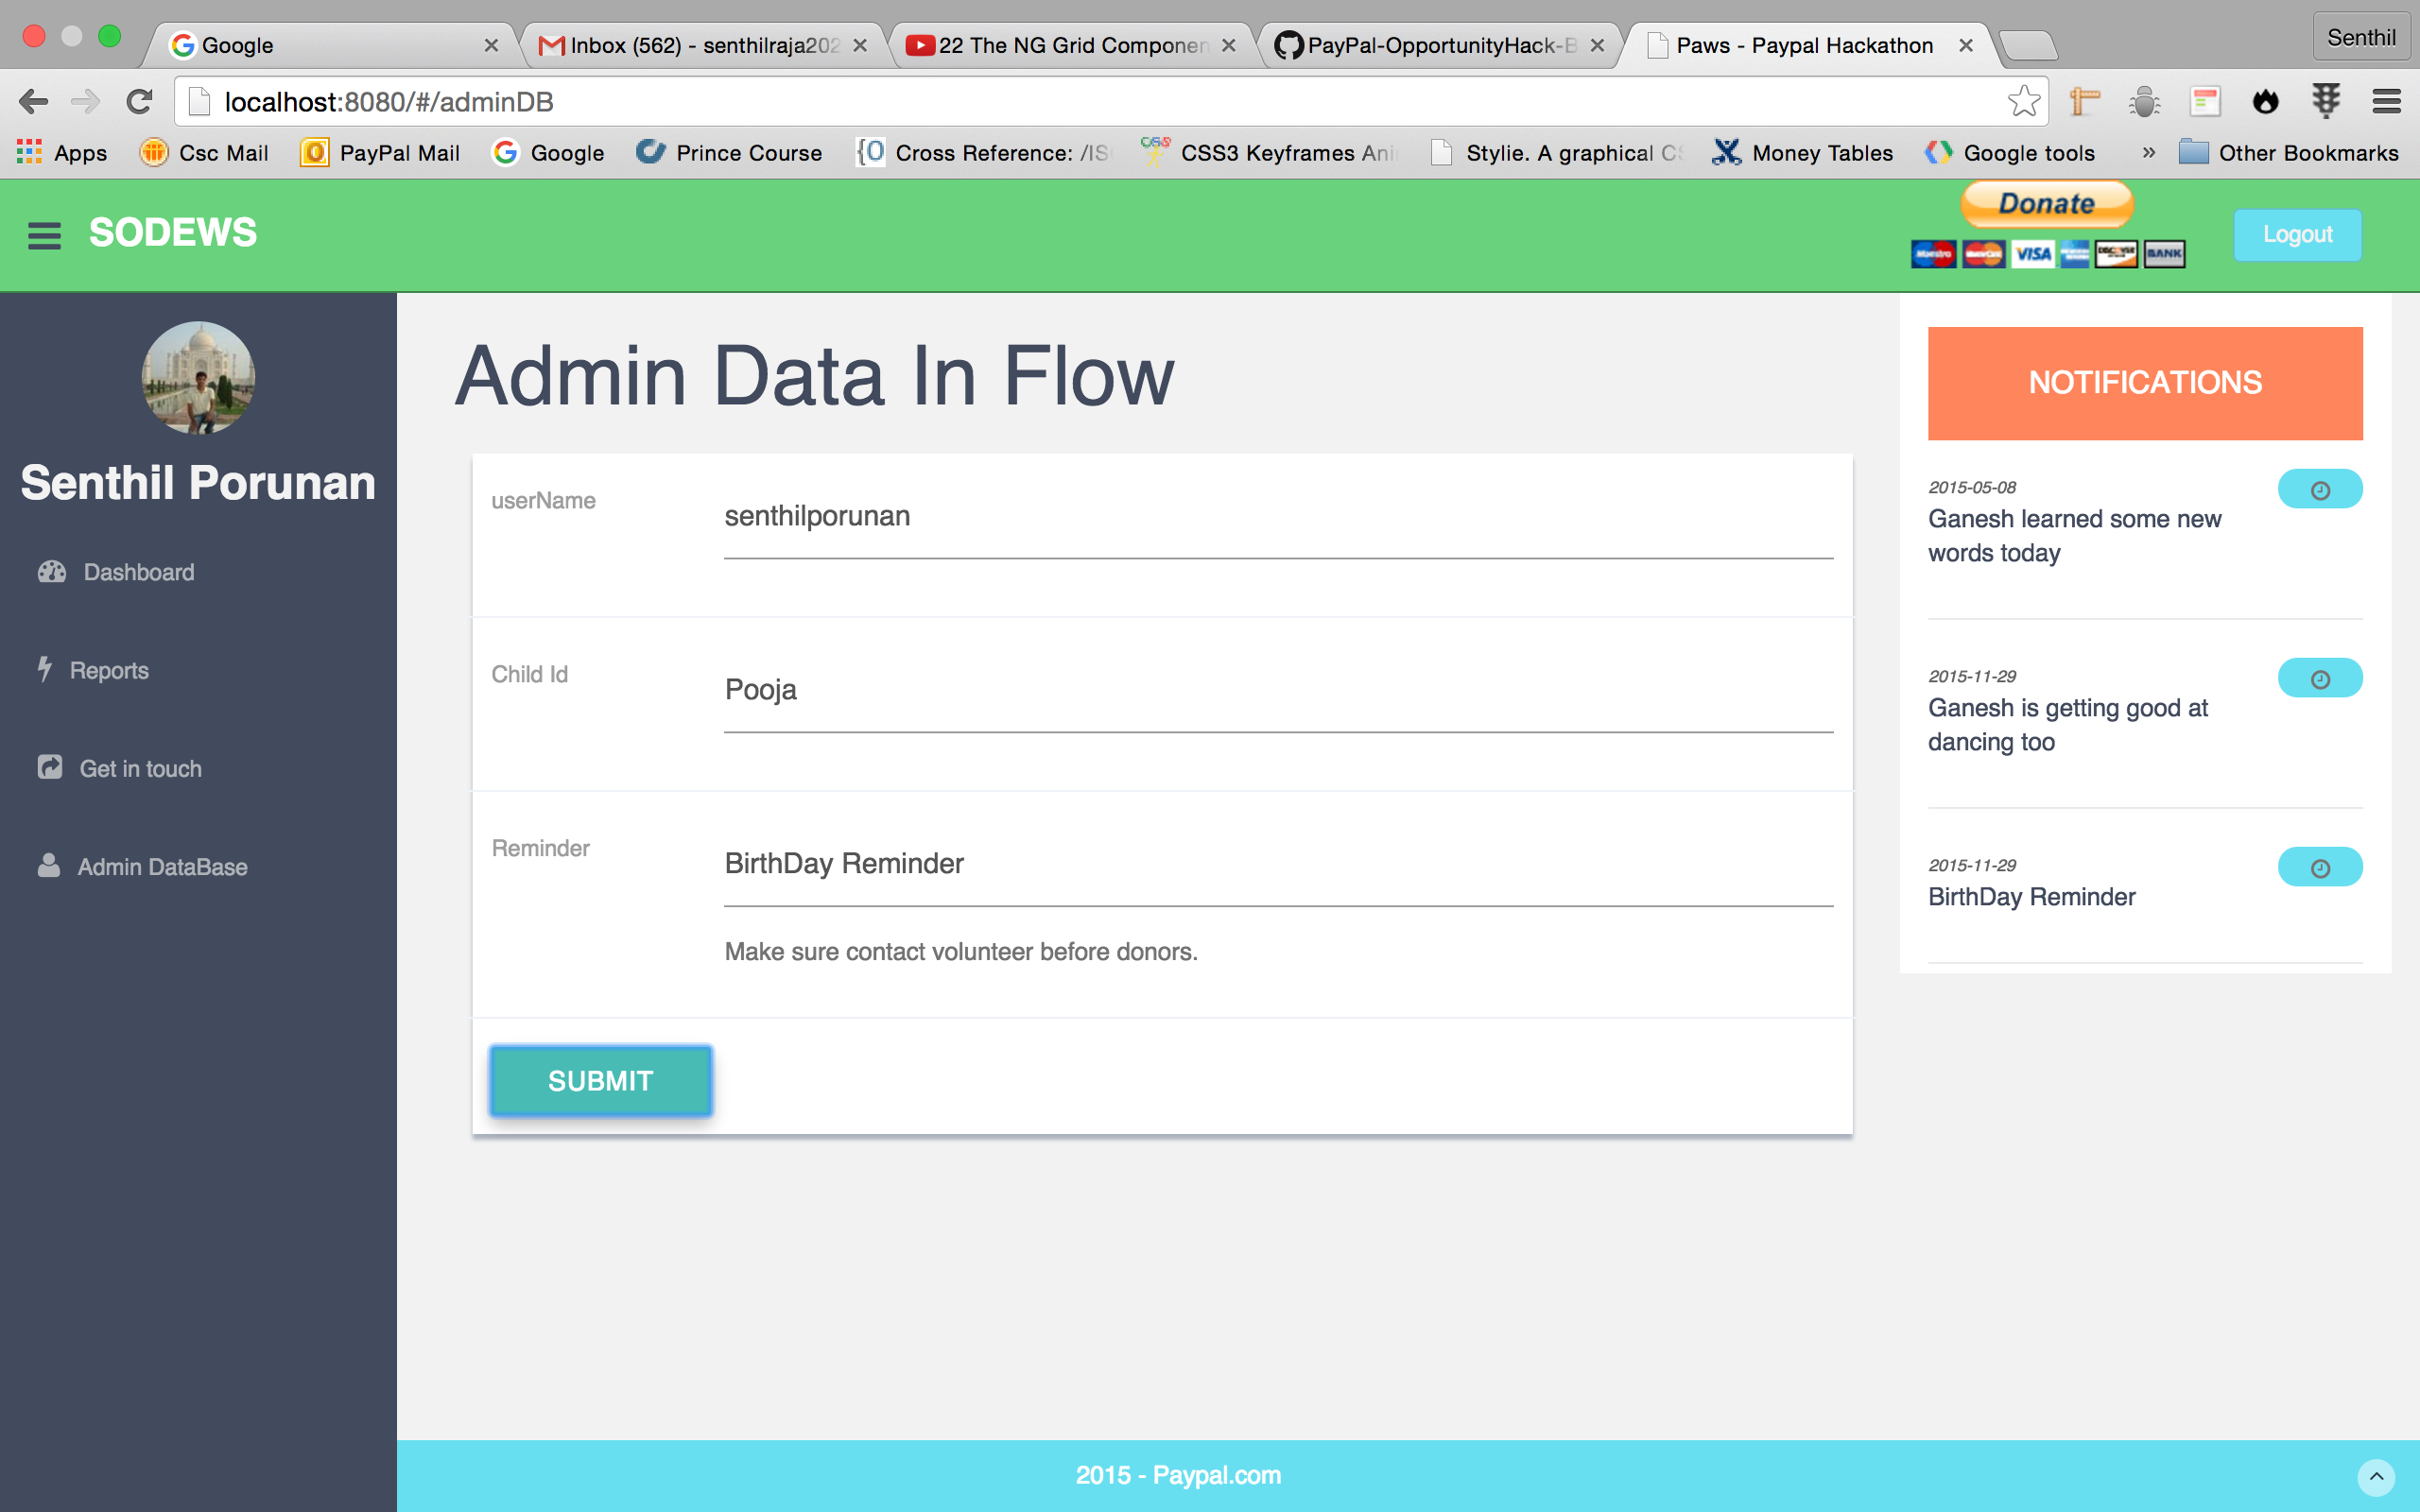 Google
Inbox (562) - senthilraja202
22 The NG Grid Componen
PayPal-OpportunityHack-B
Paws - Paypal Hackathon
Senthil
localhost:8080/#/adminDB
Apps
Csc Mail
PayPal Mail
Google
Prince Course
Cross Reference: /IS
CSS3 Keyframes Ani
Stylie. A graphical CS
Money Tables
Google tools
»
Other Bookmarks
SODEWS
Donate
Maestro
MasterCard
VISA
DISCOVER
BANK
Logout
Senthil Porunan
Dashboard
Reports
Get in touch
Admin DataBase
Admin Data In Flow
userName
senthilporunan
Child Id
Pooja
Reminder
BirthDay Reminder
Make sure contact volunteer before donors.
SUBMIT
NOTIFICATIONS
2015-05-08
Ganesh learned some new
words today
2015-11-29
Ganesh is getting good at
dancing too
2015-11-29
BirthDay Reminder
2015 - Paypal.com